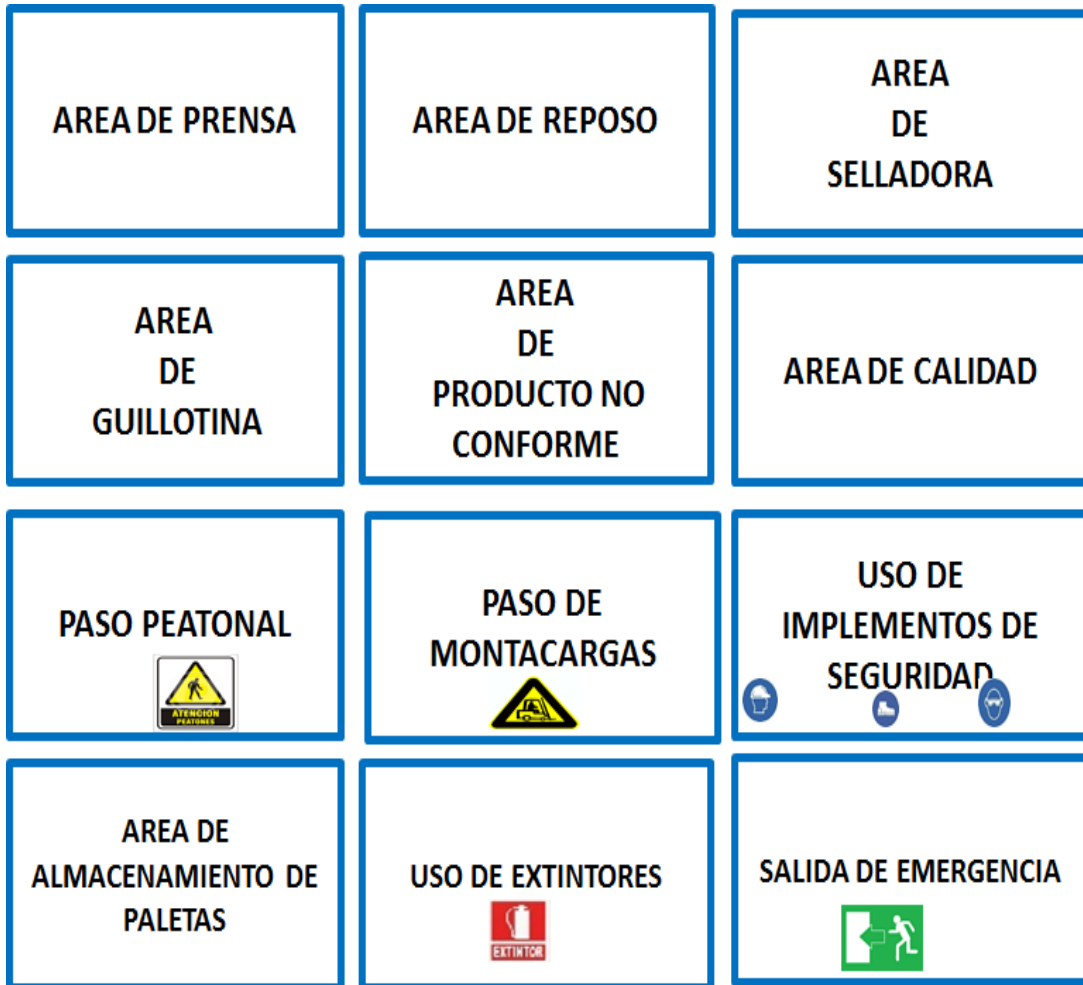 AREA DE PRENSA
AREA DE REPOSO
AREA
DE
SELLADORA
AREA
DE
GUILLOTINA
AREA
DE
PRODUCTO NO
CONFORME
AREA DE CALIDAD
PASO PEATONAL
ATENCION
PEATONES
PASO DE
MONTACARGAS
USO DE
IMPLEMENTOS DE
SEGURIDAD
AREA DE
ALMACENAMIENTO DE
PALETAS
USO DE EXTINTORES
EXTINTOR
SALIDA DE EMERGENCIA